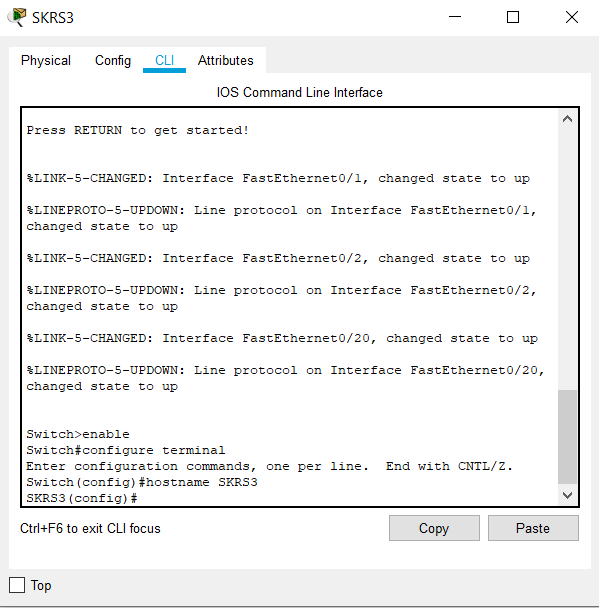 SKRS3
Physical Config CLI Attributes
IOS Command Line Interface
Press RETURN to get started!
%LINK-5-CHANGED: Interface FastEthernet0/1, changed state to up
%LINEPROTO-5-UPDOWN: Line protocol on Interface FastEthernet0/1,
changed state to up
%LINK-5-CHANGED: Interface FastEthernet0/2, changed state to up
%LINEPROTO-5-UPDOWN: Line protocol on Interface FastEthernet0/2,
changed state to up
%LINK-5-CHANGED: Interface FastEthernet0/20, changed state to up
%LINEPROTO-5-UPDOWN: Line protocol on Interface FastEthernet0/20,
changed state to up
Switch>enable
Switch#configure terminal
Enter configuration commands, one per line.  End with CNTL/Z.
Switch(config)#hostname SKRS3
SKRS3(config)#
Ctrl+F6 to exit CLI focus Copy Paste
Top